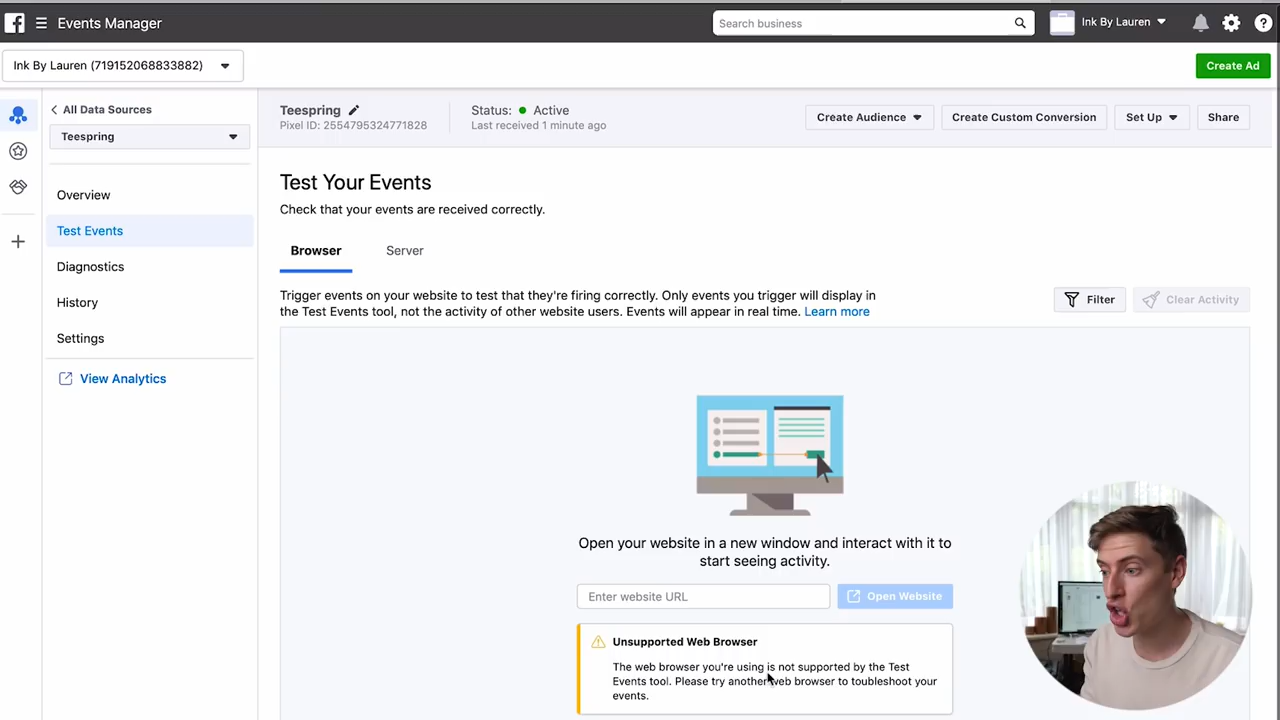 Events Manager
Search business
Ink By Lauren
Ink By Lauren (719152068833882)
Create Ad
All Data Sources
Teespring
Overview
Test Events
Diagnostics
History
Settings
View Analytics
Teespring
Pixel ID: 2554795324771828
Status: Active
Last received 1 minute ago
Create Audience
Create Custom Conversion
Set Up
Share
Test Your Events
Check that your events are received correctly.
Browser
Server
Trigger events on your website to test that they're firing correctly. Only events you trigger will display in
the Test Events tool, not the activity of other website users. Events will appear in real time. Learn more
Filter
Clear Activity
Open your website in a new window and interact with it to
start seeing activity.
Enter website URL
Open Website
Unsupported Web Browser
The web browser you're using is not supported by the Test
Events tool. Please try another web browser to toubleshoot your
events.